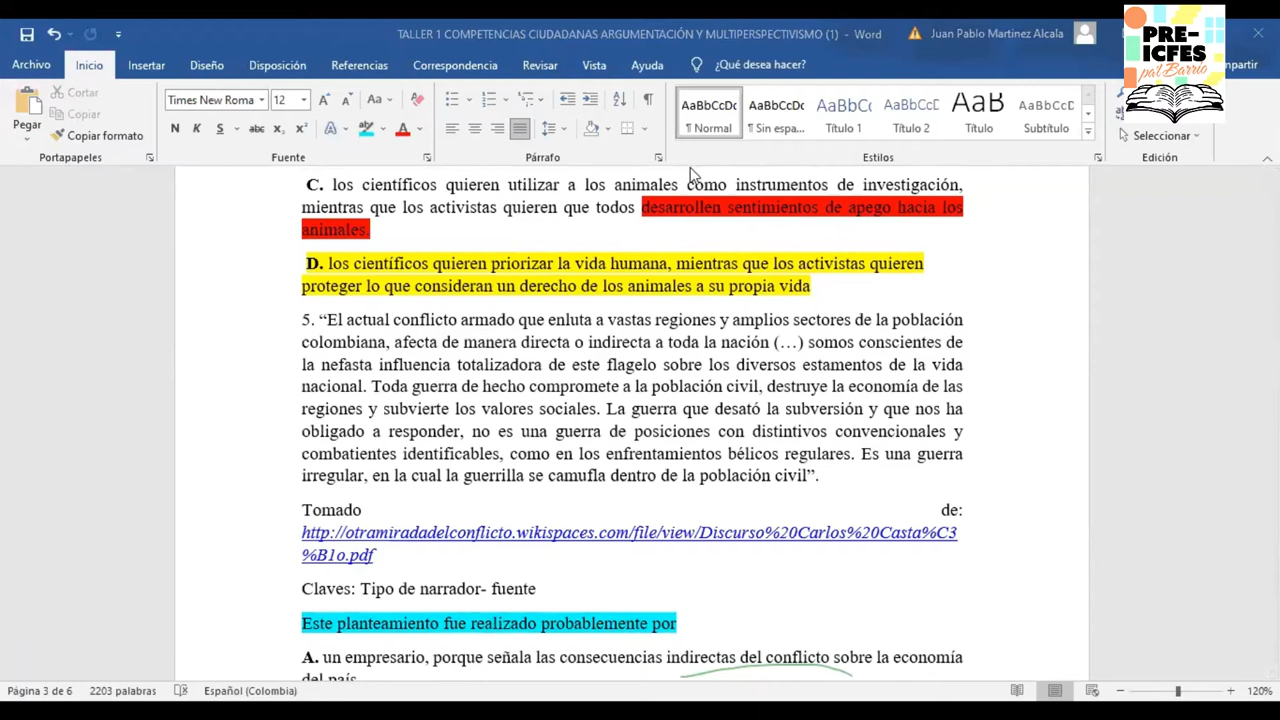 TALLER 1 COMPETENCIAS CIUDADANAS ARGUMENTACIÓN Y MULTIPERSPECTIVISMO (1) - Word
Juan Pablo Martinez Alcala
PRE-
ICFES
pa'l Barrio
Archivo Inicio Insertar Diseño Disposición Referencias Correspondencia Revisar Vista Ayuda ¿Qué desea hacer?
Pegar
Cortar
Copiar
Copiar formato
Times New Roma 12
Aa
N K S abc x₂ x² A A
AaBbCcDc AaBbCcDc AaBbC AaBbCcD AaB AaBbCcD
¶ Normal ¶ Sin espa... Título 1 Título 2 Título Subtítulo
Seleccionar
Portapapeles Fuente Párrafo Estilos Edición
C. los científicos quieren utilizar a los animales como instrumentos de investigación,
mientras que los activistas quieren que todos desarrollen sentimientos de apego hacia los
animales.
D. los científicos quieren priorizar la vida humana, mientras que los activistas quieren
proteger lo que consideran un derecho de los animales a su propia vida
5. “El actual conflicto armado que enluta a vastas regiones y amplios sectores de la población
colombiana, afecta de manera directa o indirecta a toda la nación (…) somos conscientes de
la nefasta influencia totalizadora de este flagelo sobre los diversos estamentos de la vida
nacional. Toda guerra de hecho compromete a la población civil, destruye la economía de las
regiones y subvierte los valores sociales. La guerra que desató la subversión y que nos ha
obligado a responder, no es una guerra de posiciones con distintivos convencionales y
combatientes identificables, como en los enfrentamientos bélicos regulares. Es una guerra
irregular, en la cual la guerrilla se camufla dentro de la población civil”.
Tomado de:
http://otramiradadelconflicto.wikispaces.com/file/view/Discurso%20Carlos%20Casta%C3
%B1o.pdf
Claves: Tipo de narrador- fuente
Este planteamiento fue realizado probablemente por
A. un empresario, porque señala las consecuencias indirectas del conflicto sobre la economía
del país
Página 3 de 6 2203 palabras Español (Colombia) 120%